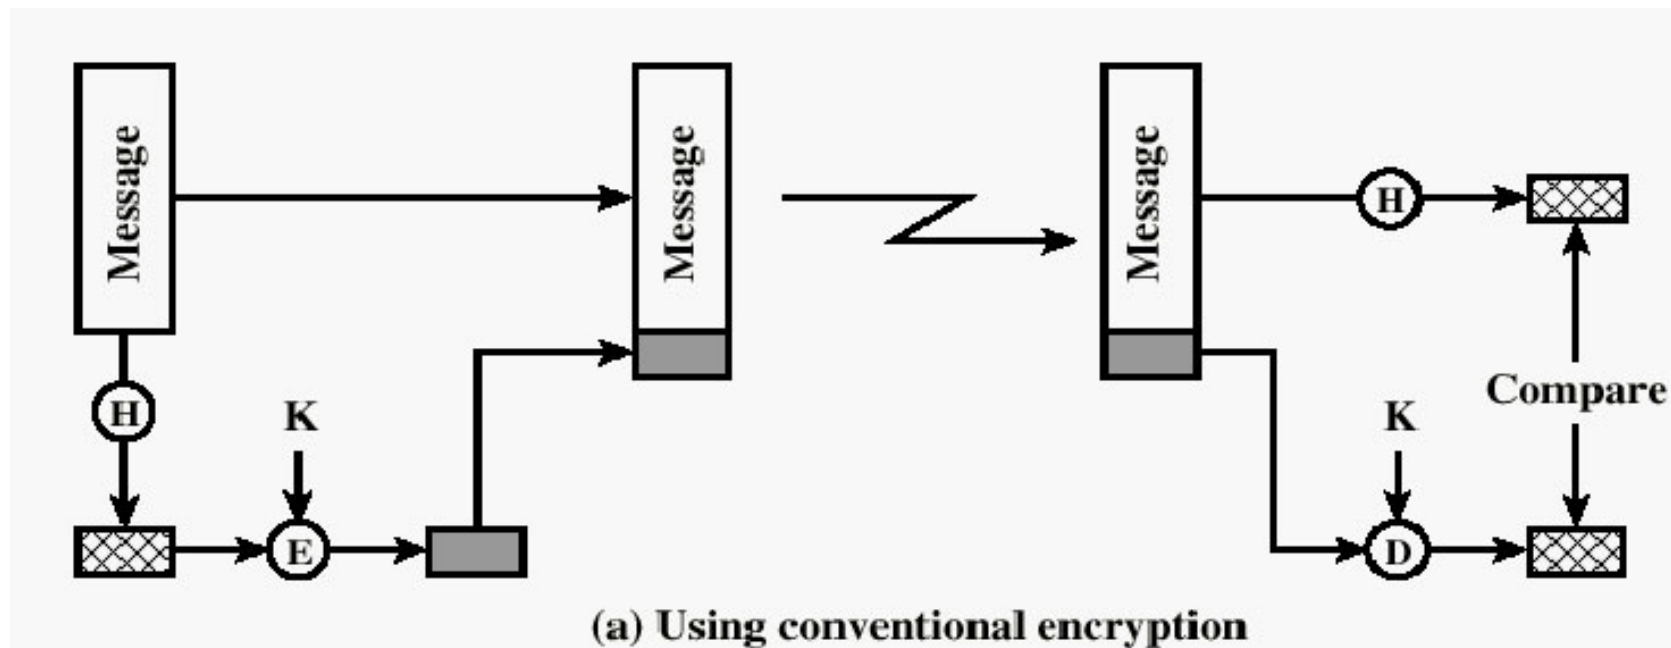 Message
Message
Message
H
H
K
K
Compare
E
D
(a) Using conventional encryption